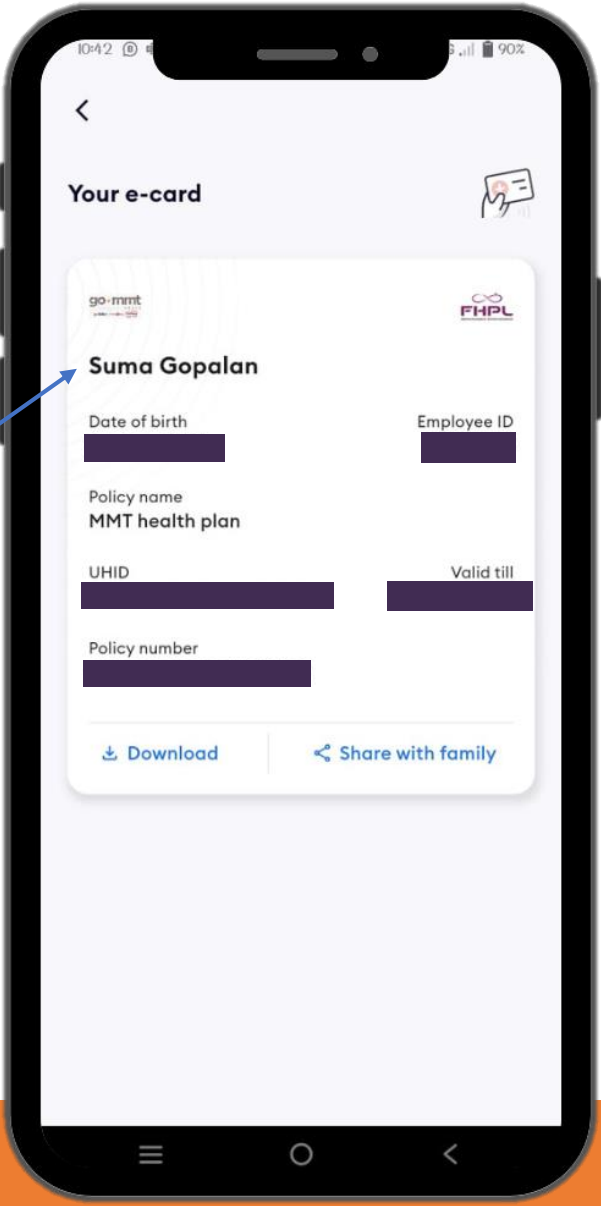 10:42
90%
Your e-card
go-mmt
FHPL
Suma Gopalan
Date of birth Employee ID
Policy name
MMT health plan
UHID Valid till
Policy number
Download Share with family